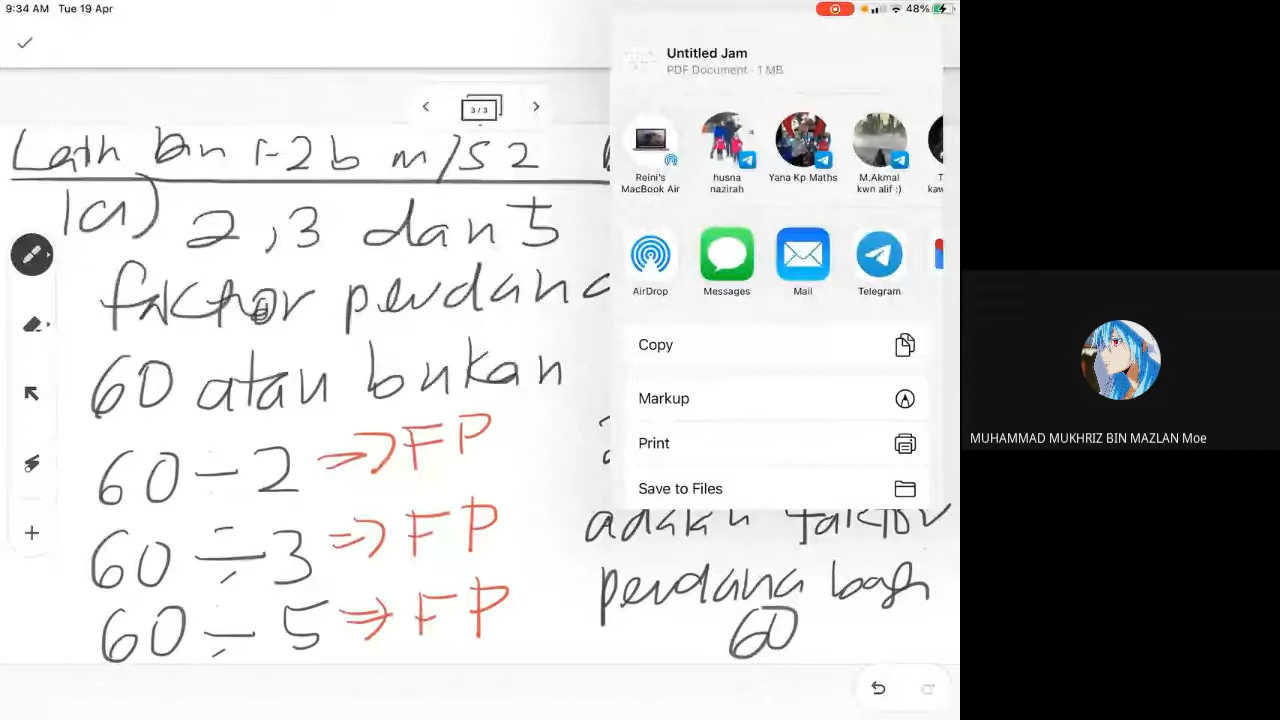 9:34 AM Tue 19 Apr
48%
Untitled Jam
PDF Document · 1 MB
3 / 3
Reini's MacBook Air
husna nazirah
Yana Kp Maths
M.Akmal kwn alif :)
AirDrop
Messages
Mail
Telegram
Copy
Markup
Print
Save to Files
Latih bin 1-2 b m/s 2
1a) 2,3 dan 5
faktor perdana
60 atau bukan
60 ÷ 2 => FP
60 ÷ 3 => FP
60 ÷ 5 => FP
adalah faktor
perdana bagi
60
MUHAMMAD MUKHRIZ BIN MAZLAN Moe